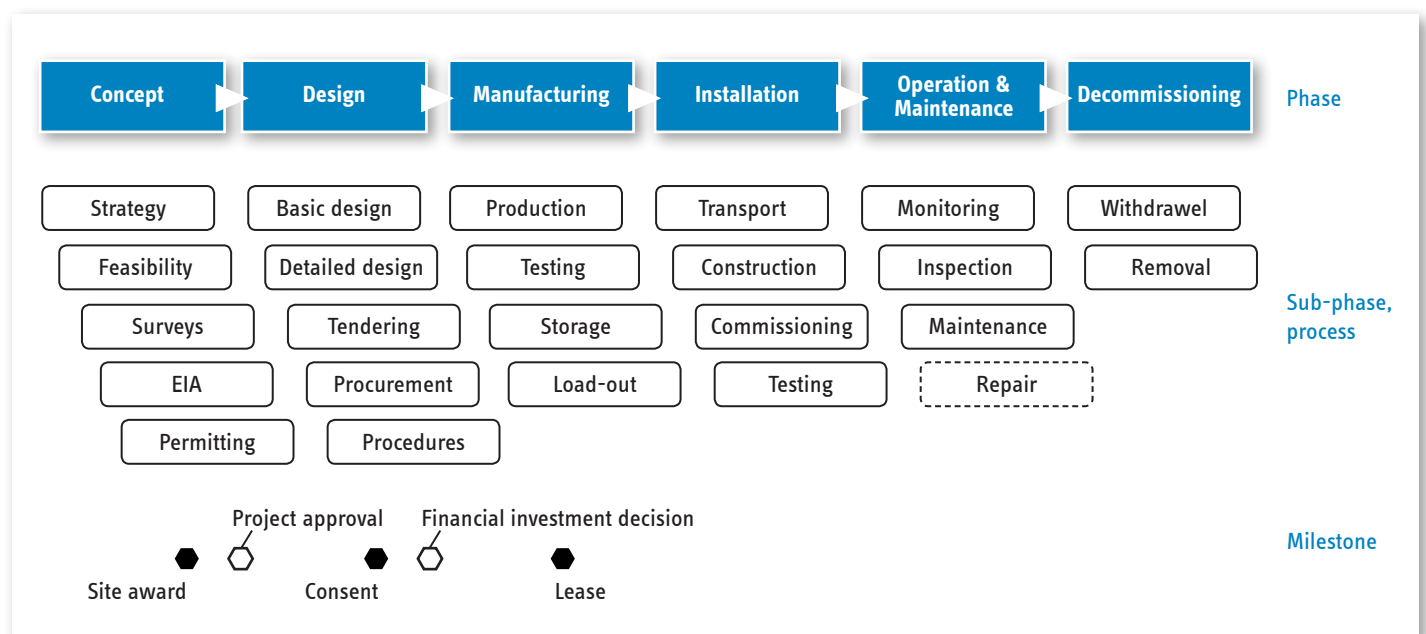 Concept
Design
Manufacturing
Installation
Operation &
Maintenance
Decommissioning
Phase
Strategy
Basic design
Production
Transport
Monitoring
Withdrawel
Feasibility
Detailed design
Testing
Construction
Inspection
Removal
Sub-phase,
process
Surveys
Tendering
Storage
Commissioning
Maintenance
EIA
Procurement
Load-out
Testing
Repair
Permitting
Procedures
Project approval
Financial investment decision
Milestone
Site award
Consent
Lease